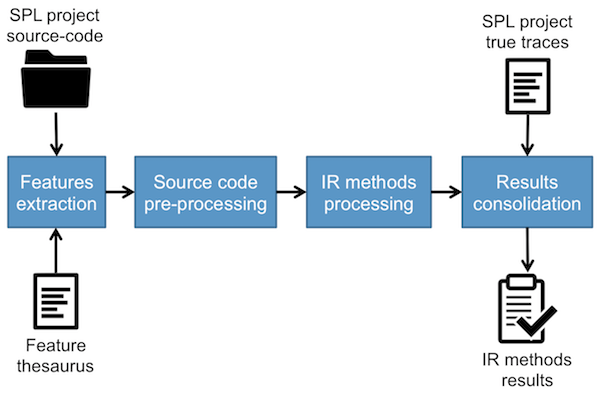 SPL project
source-code
SPL project
true traces
Features
extraction
Source code
pre-processing
IR methods
processing
Results
consolidation
Feature
thesaurus
IR methods
results